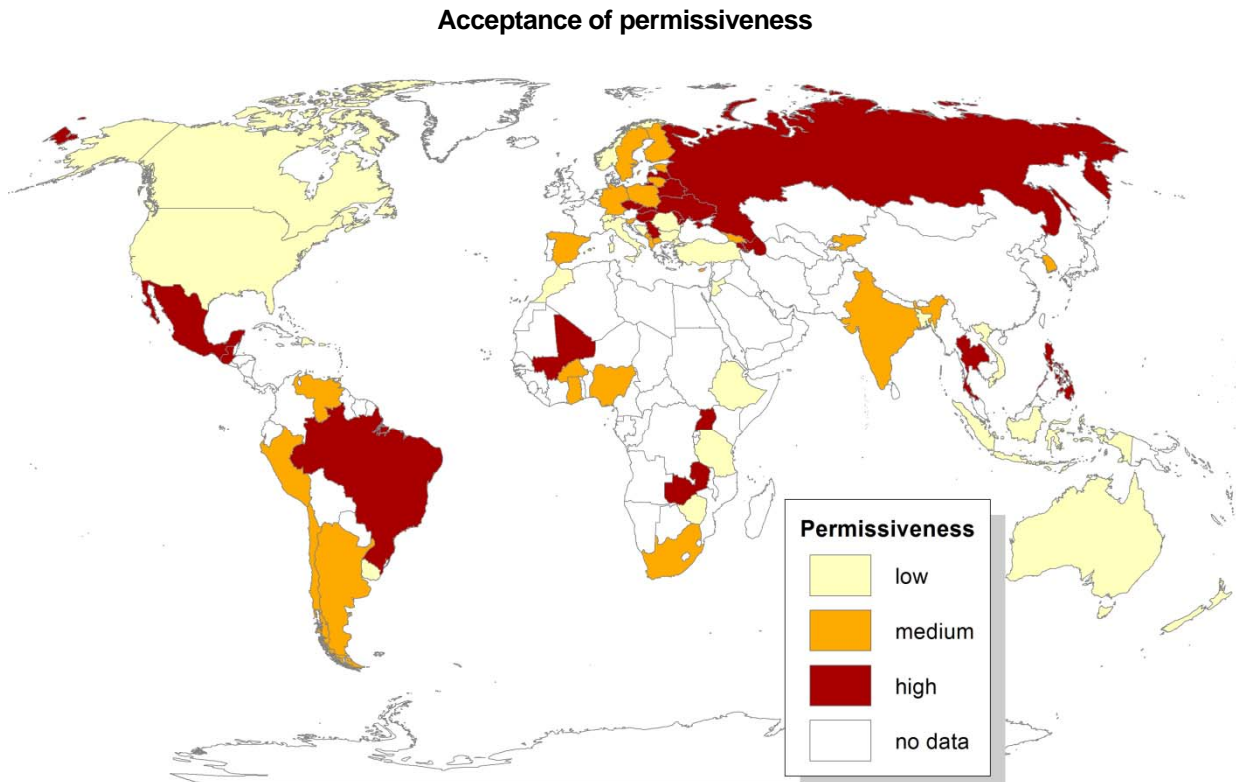 Acceptance of permissiveness
Permissiveness
low
medium
high
no data